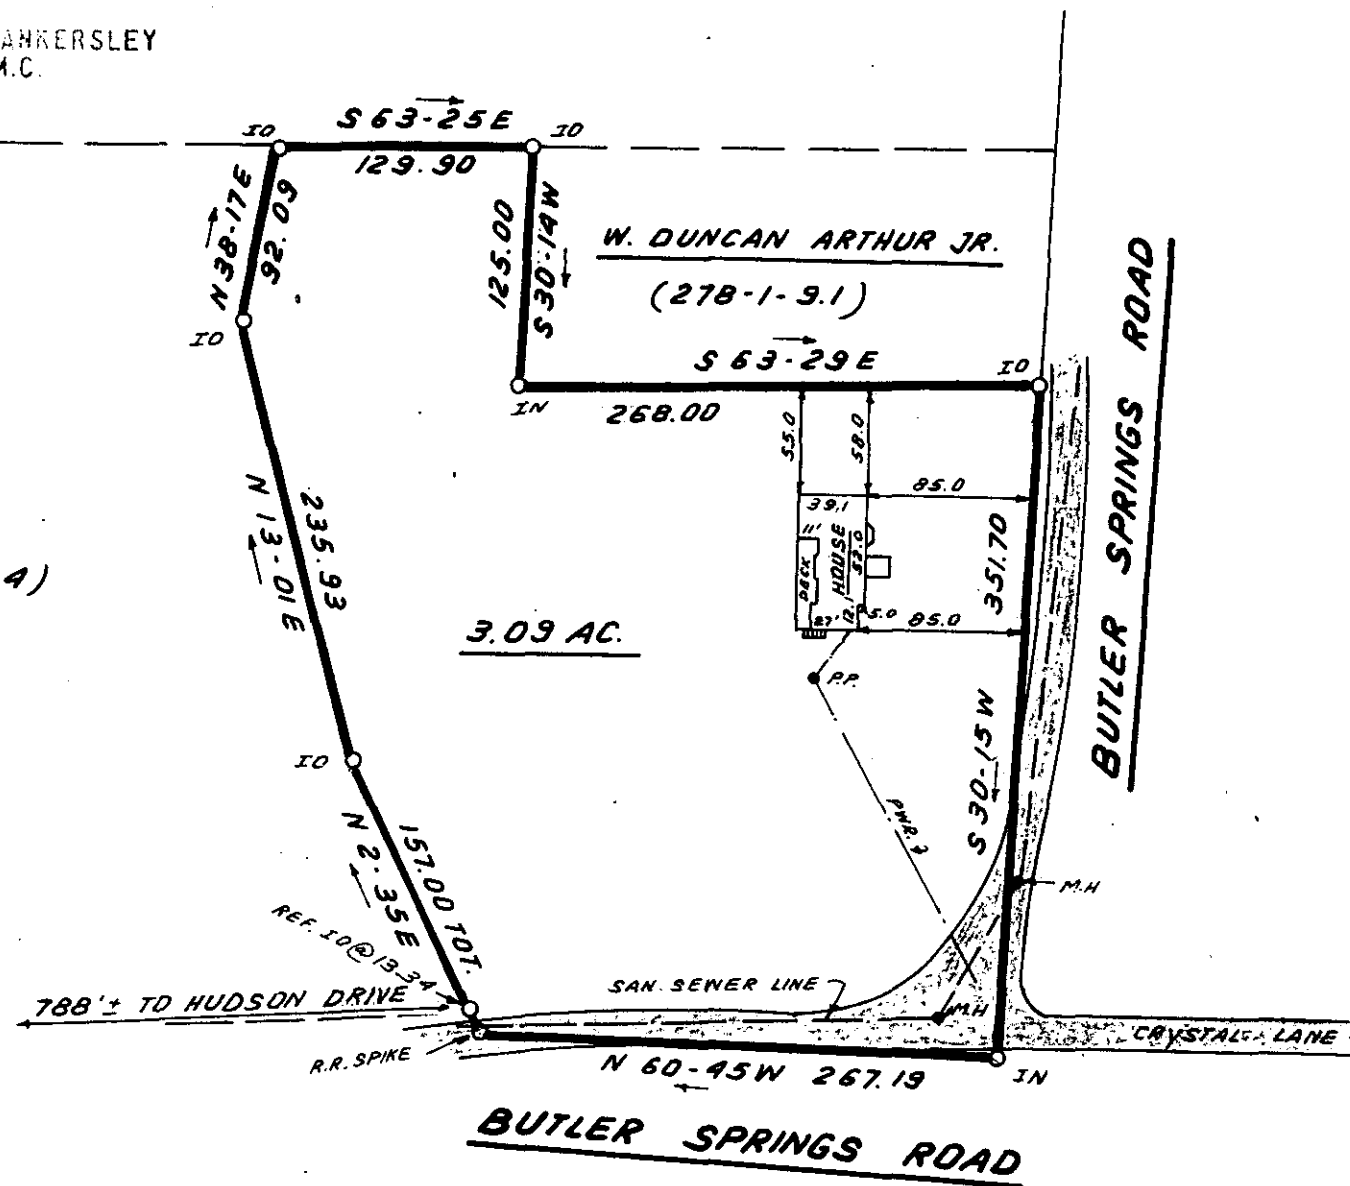 ANKERSLEY
M.C.
IO
S 63-25E
IO
129.90
N 38-17E
92.09
125.00
S 30-14W
W. DUNCAN ARTHUR JR.
(27B-1-9.1)
BUTLER SPRINGS ROAD
IO
S 63-29E
IO
IN
268.00
55.0
58.0
85.0
39.1
11'
DECK
HOUSE
52.0
351.70
N 13-01E
235.93
4)
27'
12.1
5.0
85.0
3.09 AC.
P.P.
S 30-15W
IO
PWR.
157.00 TOT.
N 2-35E
M.H
REF. IO @ 13.34
788'± TO HUDSON DRIVE
SAN. SEWER LINE
M.H
CRYSTAL LANE
R.R. SPIKE
N 60-45W 267.19
IN
BUTLER SPRINGS ROAD